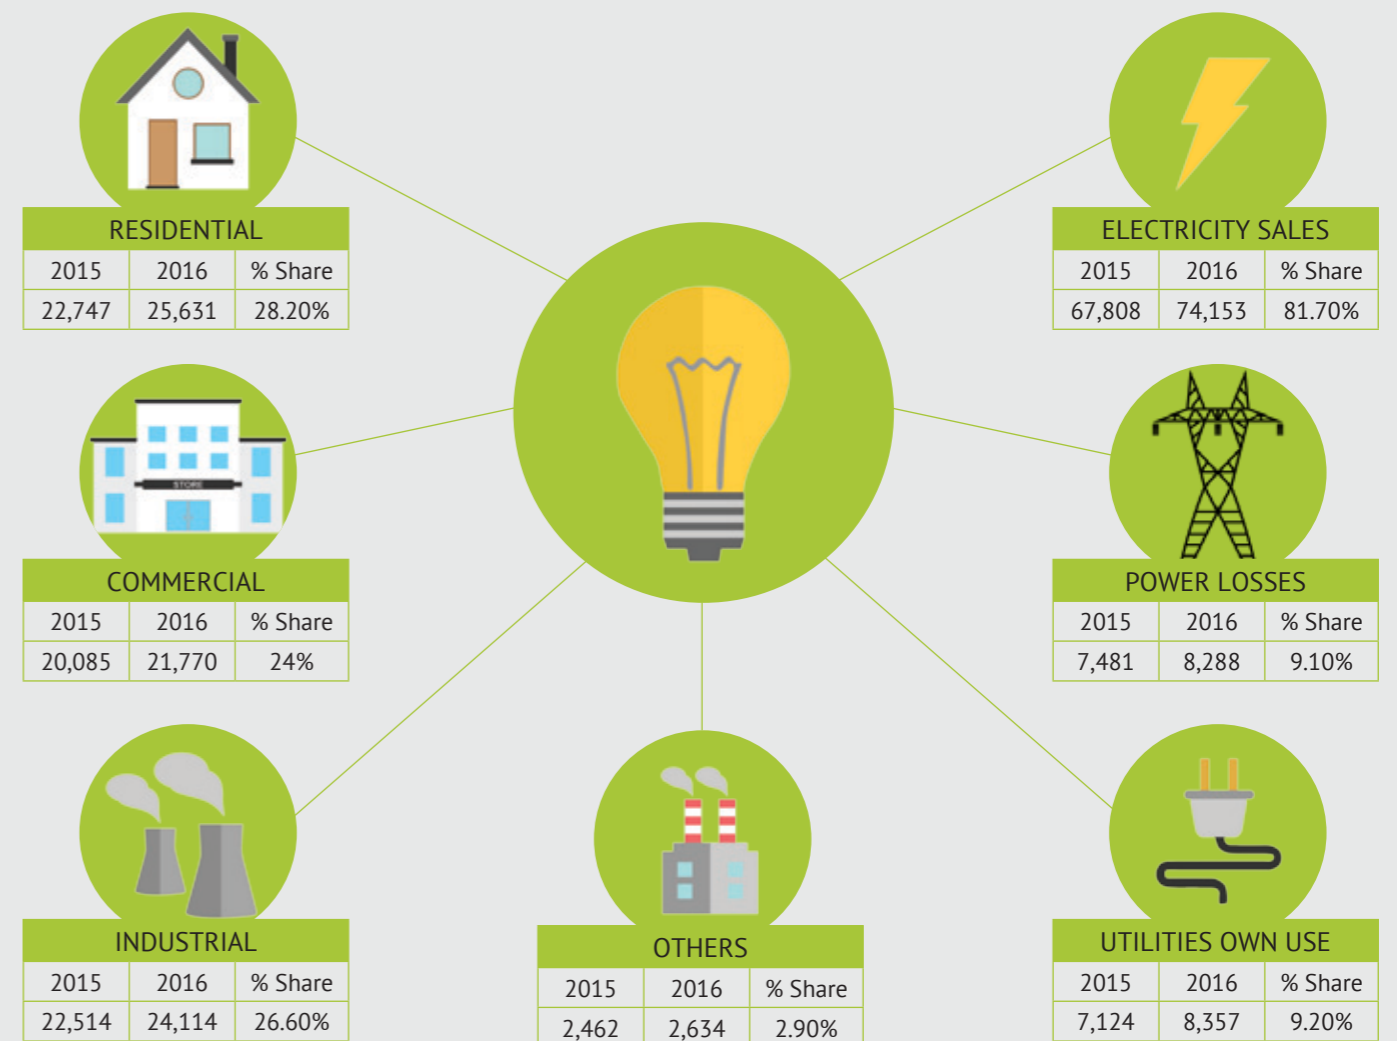 RESIDENTIAL
2015 2016 % Share
22,747 25,631 28.20%
ELECTRICITY SALES
2015 2016 % Share
67,808 74,153 81.70%
STORE
COMMERCIAL
2015 2016 % Share
20,085 21,770 24%
POWER LOSSES
2015 2016 % Share
7,481 8,288 9.10%
INDUSTRIAL
2015 2016 % Share
22,514 24,114 26.60%
OTHERS
2015 2016 % Share
2,462 2,634 2.90%
UTILITIES OWN USE
2015 2016 % Share
7,124 8,357 9.20%